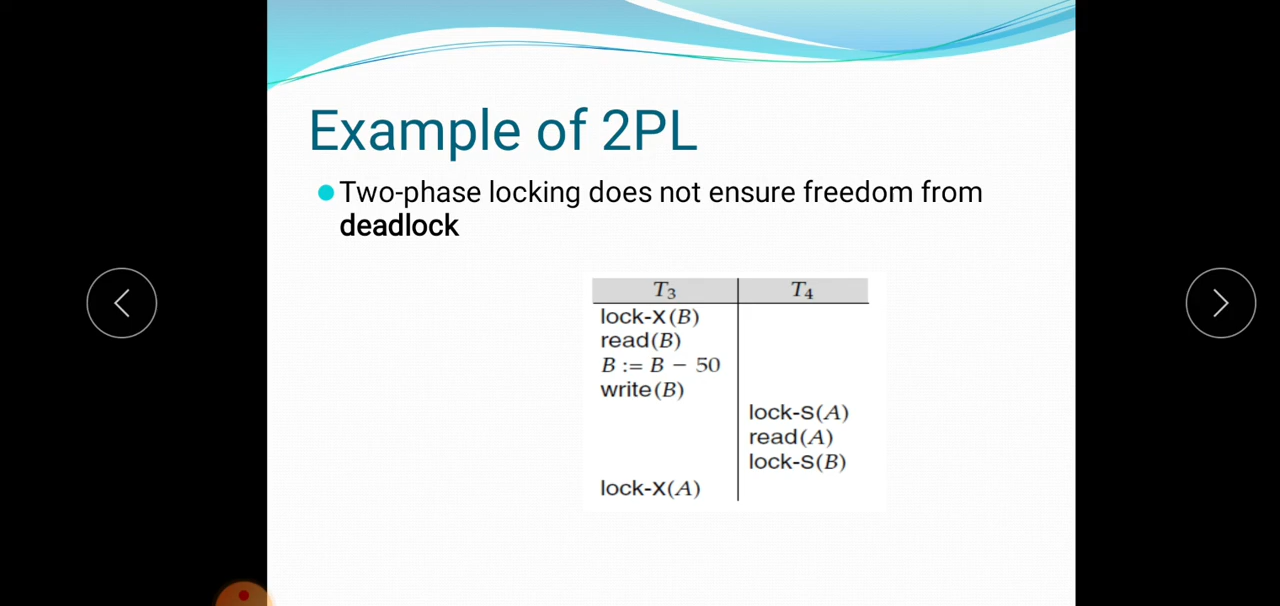 Example of 2PL
Two-phase locking does not ensure freedom from
deadlock
T3 T4
lock-X(B)
read(B)
B := B − 50
write(B)
lock-S(A)
read(A)
lock-S(B)
lock-X(A)